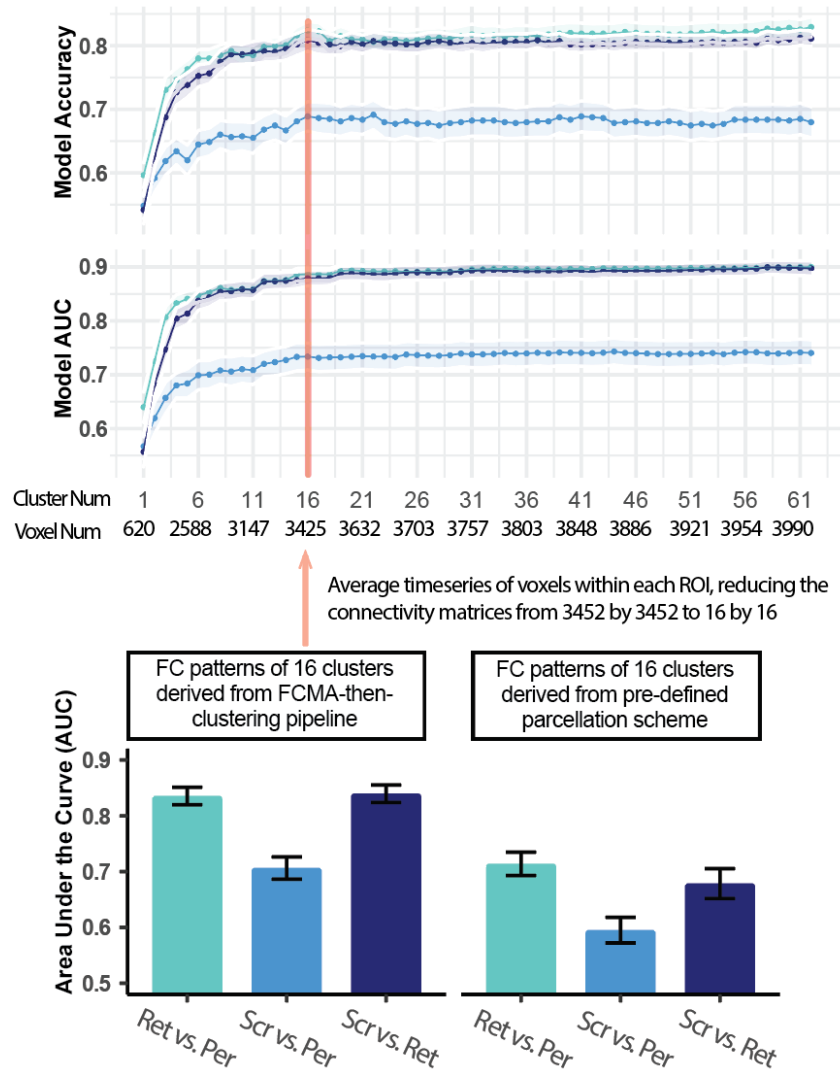 Model Accuracy
0.8
0.7
0.6
Model AUC
0.9
0.8
0.7
0.6
Cluster Num 1 6 11 16 21 26 31 36 41 46 51 56 61
Voxel Num 620 2588 3147 3425 3632 3703 3757 3803 3848 3886 3921 3954 3990
Average timeseries of voxels within each ROI, reducing the
connectivity matrices from 3452 by 3452 to 16 by 16
FC patterns of 16 clusters
derived from FCMA-then-
clustering pipeline
FC patterns of 16 clusters
derived from pre-defined
parcellation scheme
Area Under the Curve (AUC)
0.9
0.8
0.7
0.6
0.5
Ret vs. Per
Scr vs. Per
Scr vs. Ret
Ret vs. Per
Scr vs. Per
Scr vs. Ret